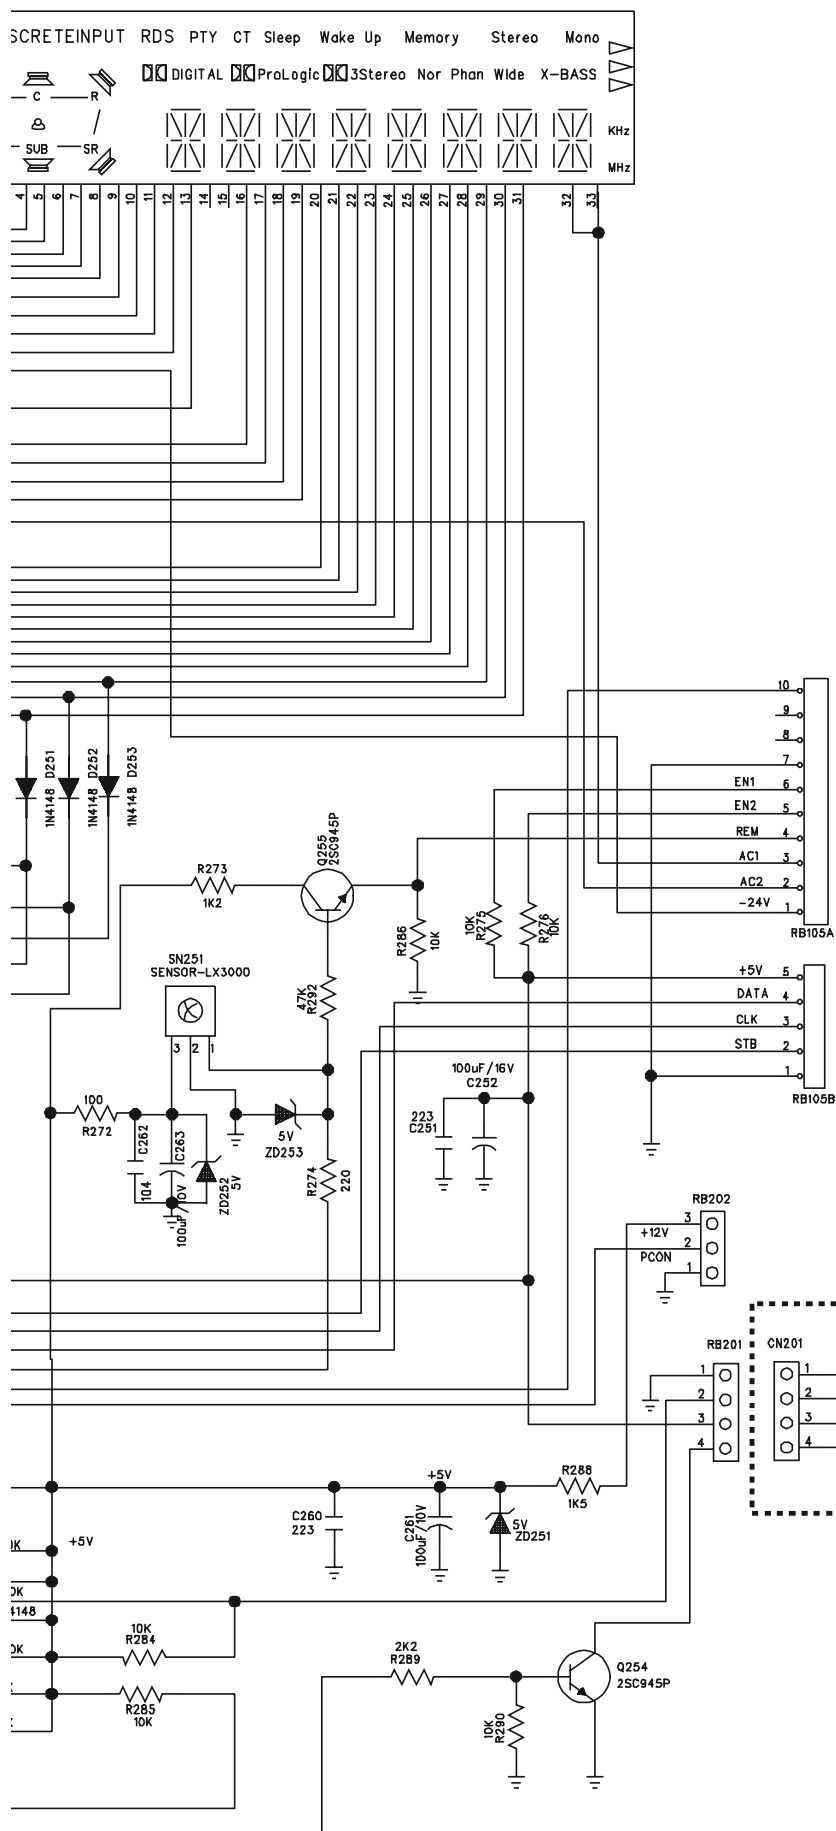 SCRETEINPUT RDS PTY CT Sleep Wake Up Memory Stereo Mono
DIGITAL ProLogic 3Stereo Nor Phan Wide X-BASS
C R
SUB SR
KHz
MHz
4 5 6 7 8 9 10 11 12 13 14 15 16 17 18 19 20 21 22 23 24 25 26 27 28 29 30 31 32 33
10
9
8
7
EN1 6
EN2 5
REM 4
AC1 3
AC2 2
-24V 1
RB105A
1N4148 D251
1N4148 D252
1N4148 D253
Q255
2SC945P
R273
1K2
R286
10K
10K
R275
R276
10K
SN251
SENSOR-LX3000
3 2 1
47K
R292
+5V 5
DATA 4
CLK 3
STB 2
1
RB105B
100uF/16V
C252
223
C251
100
R272
C262
104
C263
100uF/10V
ZD252
5V
5V
ZD253
R274
220
RB202
3
+12V
2
PCON
1
RB201
1
2
3
4
CN201
1
2
3
4
R288
1K5
+5V
C260
223
C261
100uF/10V
5V
ZD251
+5V
0K
4148
0K
10K
R284
R285
10K
2K2
R289
10K
R290
Q254
2SC945P